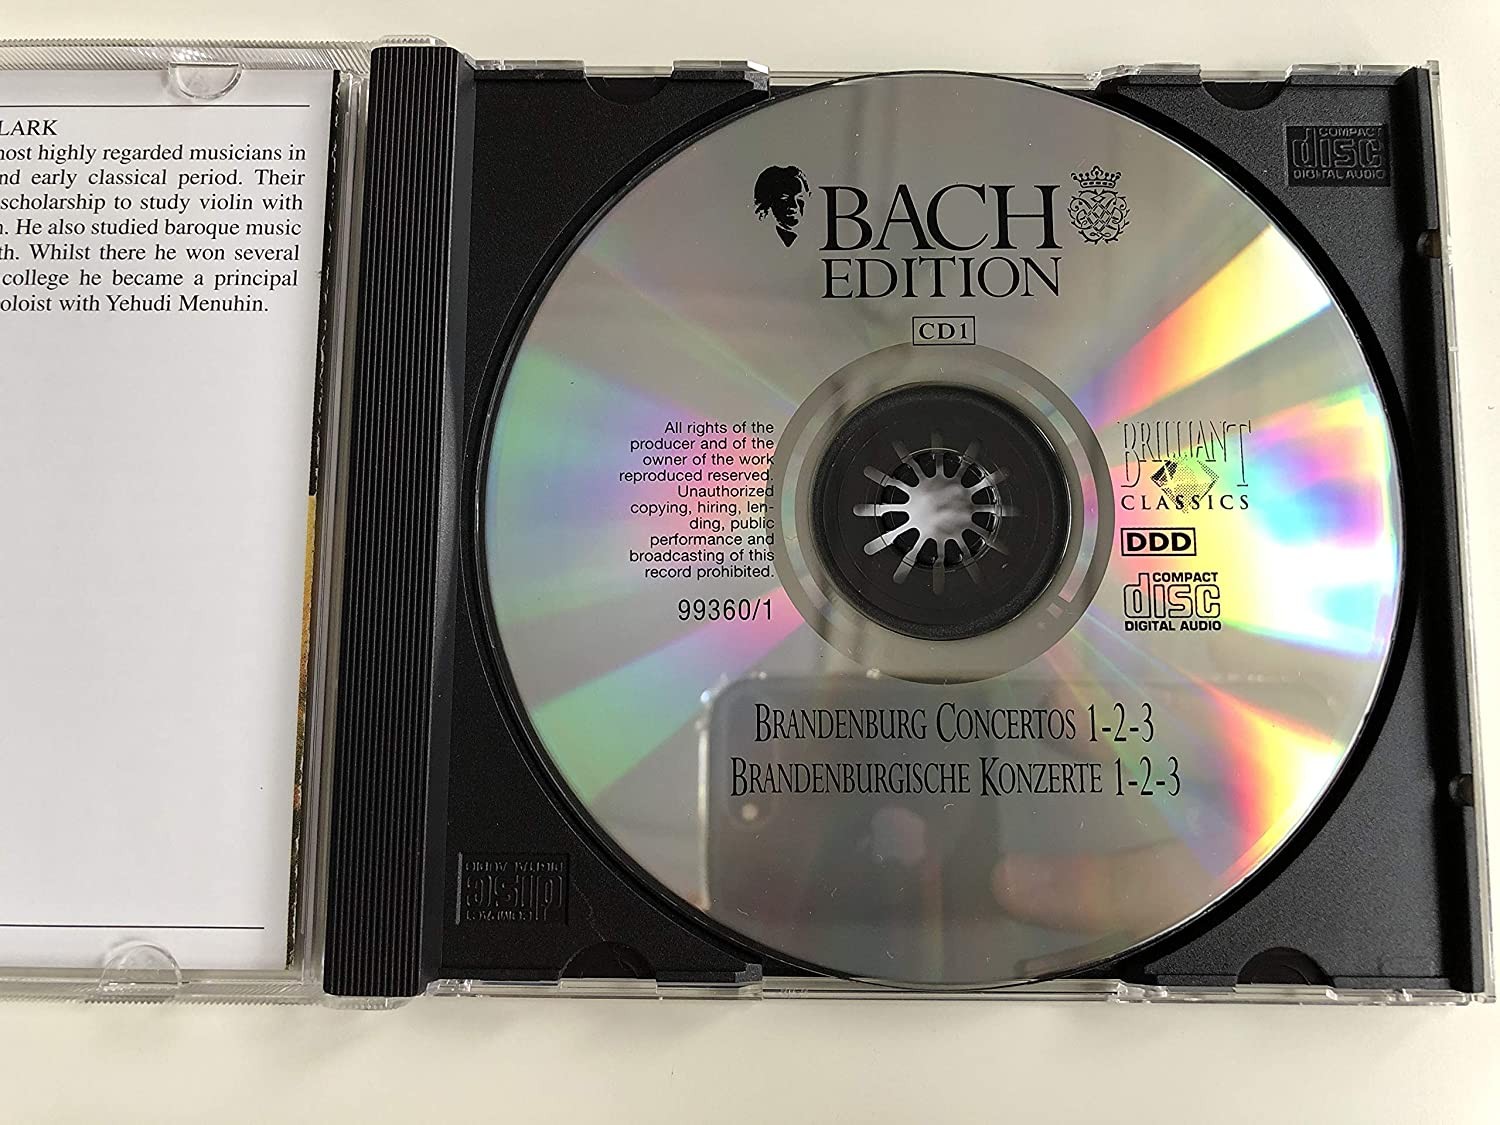 LARK
most highly regarded musicians in
nd early classical period. Their
scholarship to study violin with
n. He also studied baroque music
th. Whilst there he won several
college he became a principal
oloist with Yehudi Menuhin.
BACH
EDITION
CD1
All rights of the
producer and of the
owner of the work
reproduced reserved.
Unauthorized
copying, hiring, len-
ding, public
performance and
broadcasting of this
record prohibited.
99360/1
BRILLIANT
CLASSICS
DDD
COMPACT
disc
DIGITAL AUDIO
BRANDENBURG CONCERTOS 1-2-3
BRANDENBURGISCHE KONZERTE 1-2-3
COMPACT
disc
DIGITAL AUDIO
COMPACT
disc
DIGITAL AUDIO